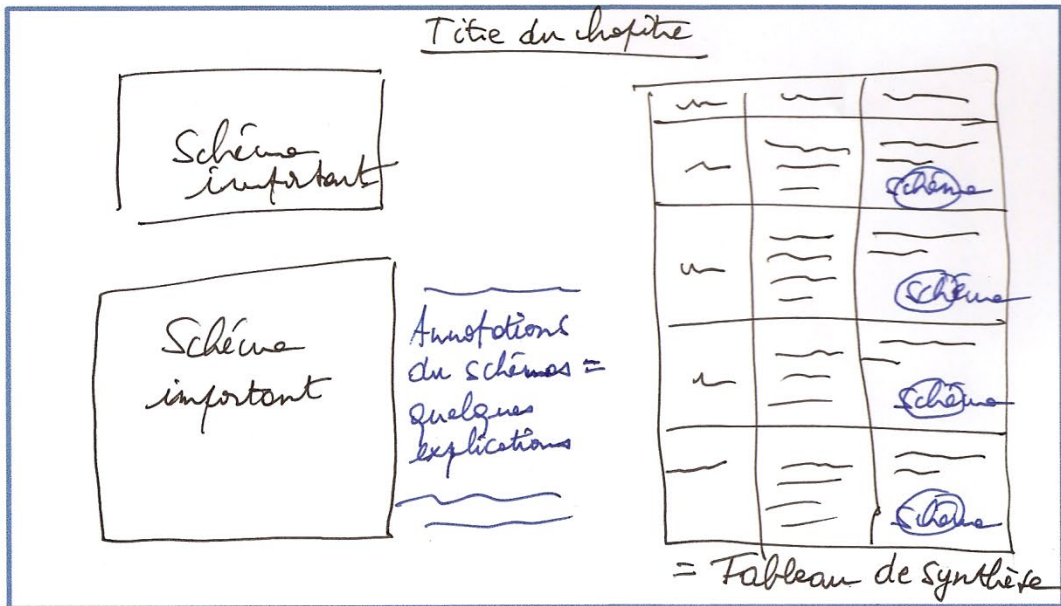 Titre du chapitre
Schéma
important
Schéma
important
Annotations
du schémas =
quelques
explications
schéma
schéma
schéma
schéma
= Tableau de synthèse